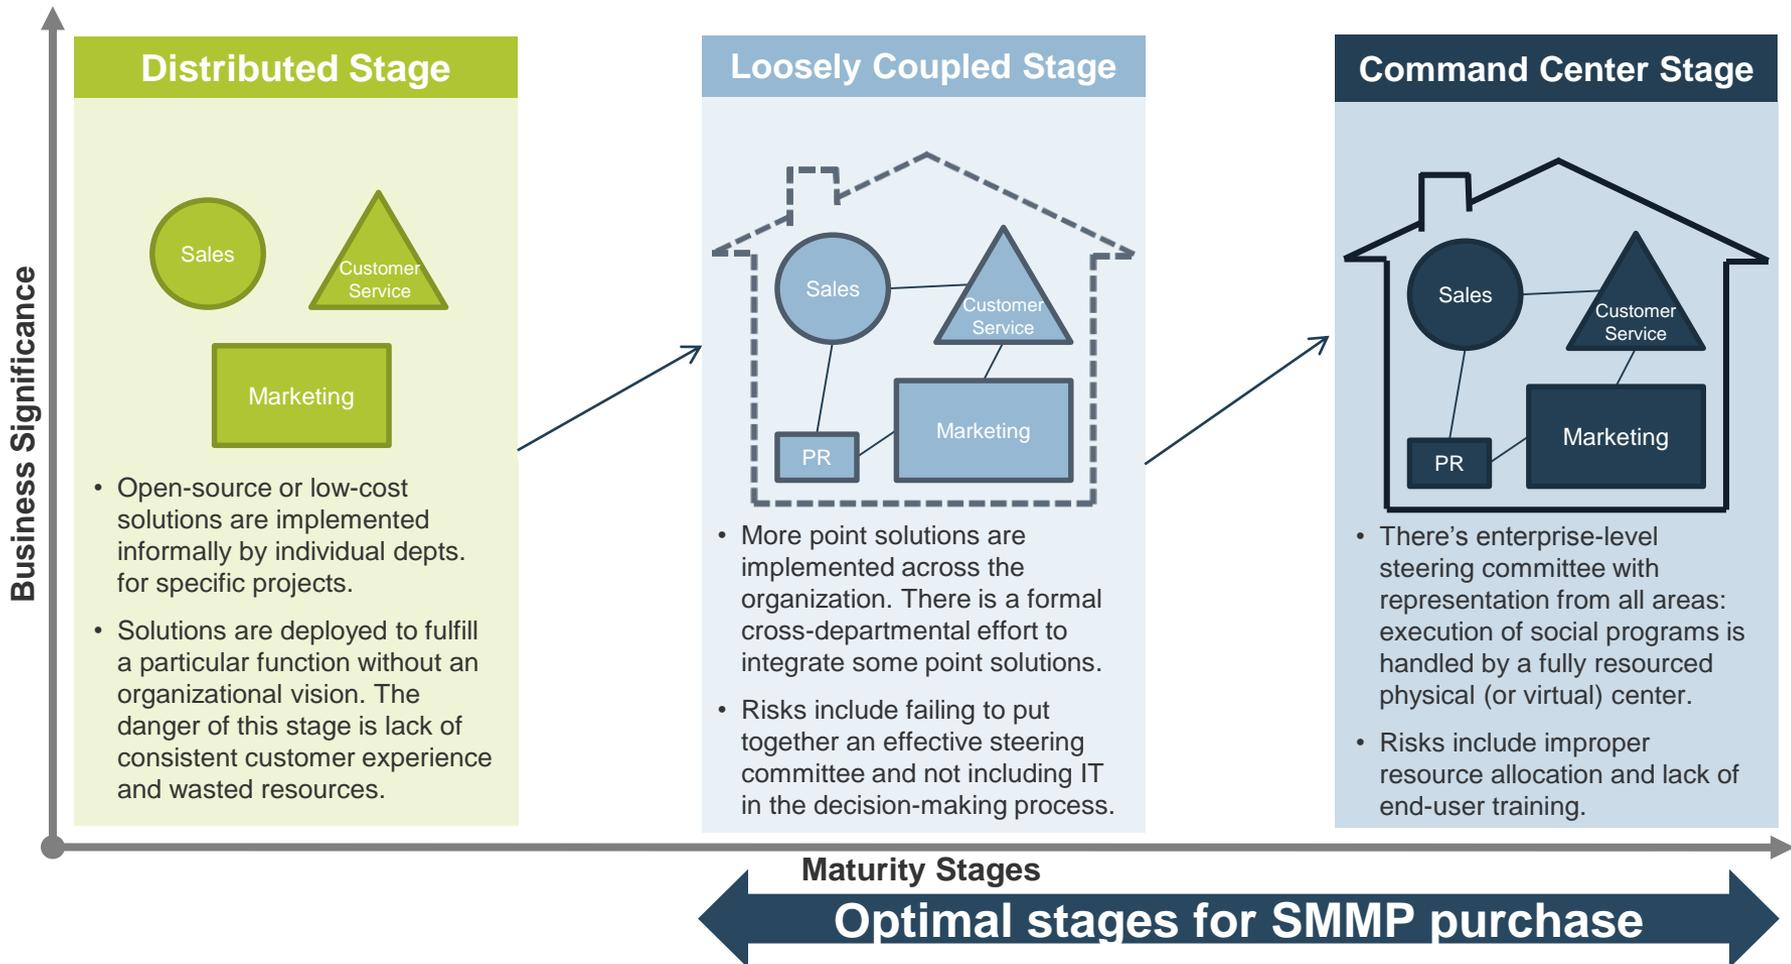 Business Significance
Distributed Stage
Sales
Customer
Service
Marketing
• Open-source or low-cost
solutions are implemented
informally by individual depts.
for specific projects.
• Solutions are deployed to fulfill
a particular function without an
organizational vision. The
danger of this stage is lack of
consistent customer experience
and wasted resources.
Loosely Coupled Stage
Sales
Customer
Service
Marketing
PR
• More point solutions are
implemented across the
organization. There is a formal
cross-departmental effort to
integrate some point solutions.
• Risks include failing to put
together an effective steering
committee and not including IT
in the decision-making process.
Command Center Stage
Sales
Customer
Service
Marketing
PR
• There’s enterprise-level
steering committee with
representation from all areas:
execution of social programs is
handled by a fully resourced
physical (or virtual) center.
• Risks include improper
resource allocation and lack of
end-user training.
Maturity Stages
Optimal stages for SMMP purchase